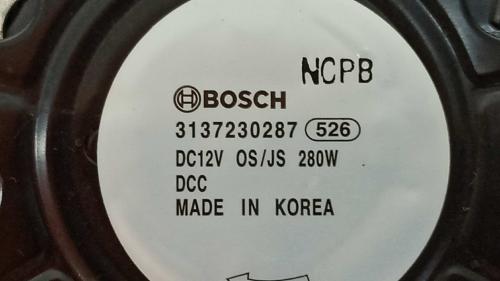 NCPB
BOSCH
3137230287 526
DC12V OS/JS 280W
DCC
MADE IN KOREA